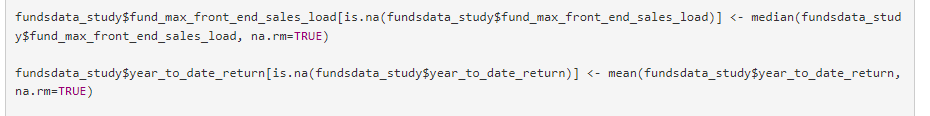 fundsdata_study$fund_max_front_end_sales_load[is.na(fundsdata_study$fund_max_front_end_sales_load)] <- median(fundsdata_stud
y$fund_max_front_end_sales_load, na.rm=TRUE)
fundsdata_study$year_to_date_return[is.na(fundsdata_study$year_to_date_return)] <- mean(fundsdata_study$year_to_date_return,
na.rm=TRUE)